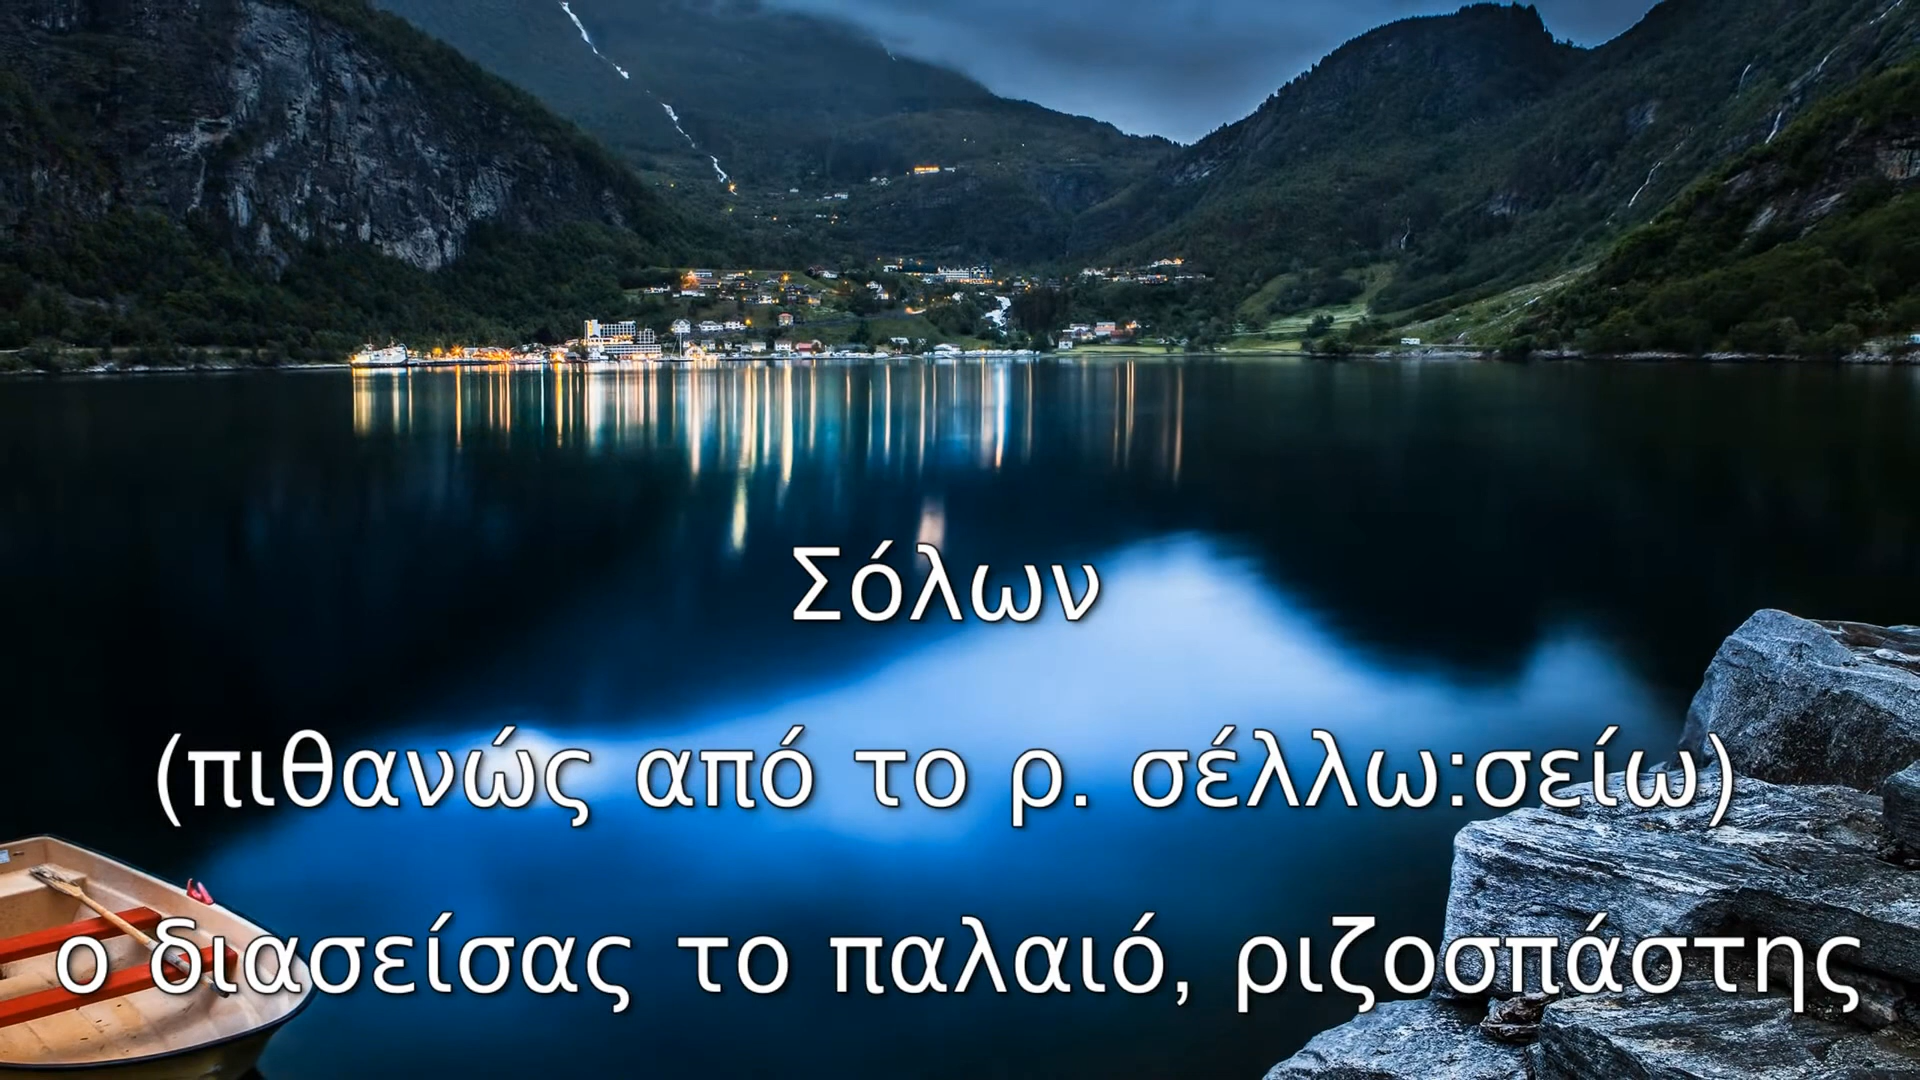 Σόλων
(πιθανώς από το ρ. σέλλω:σείω)
ο διασείσας το παλαιό, ριζοσπάστης